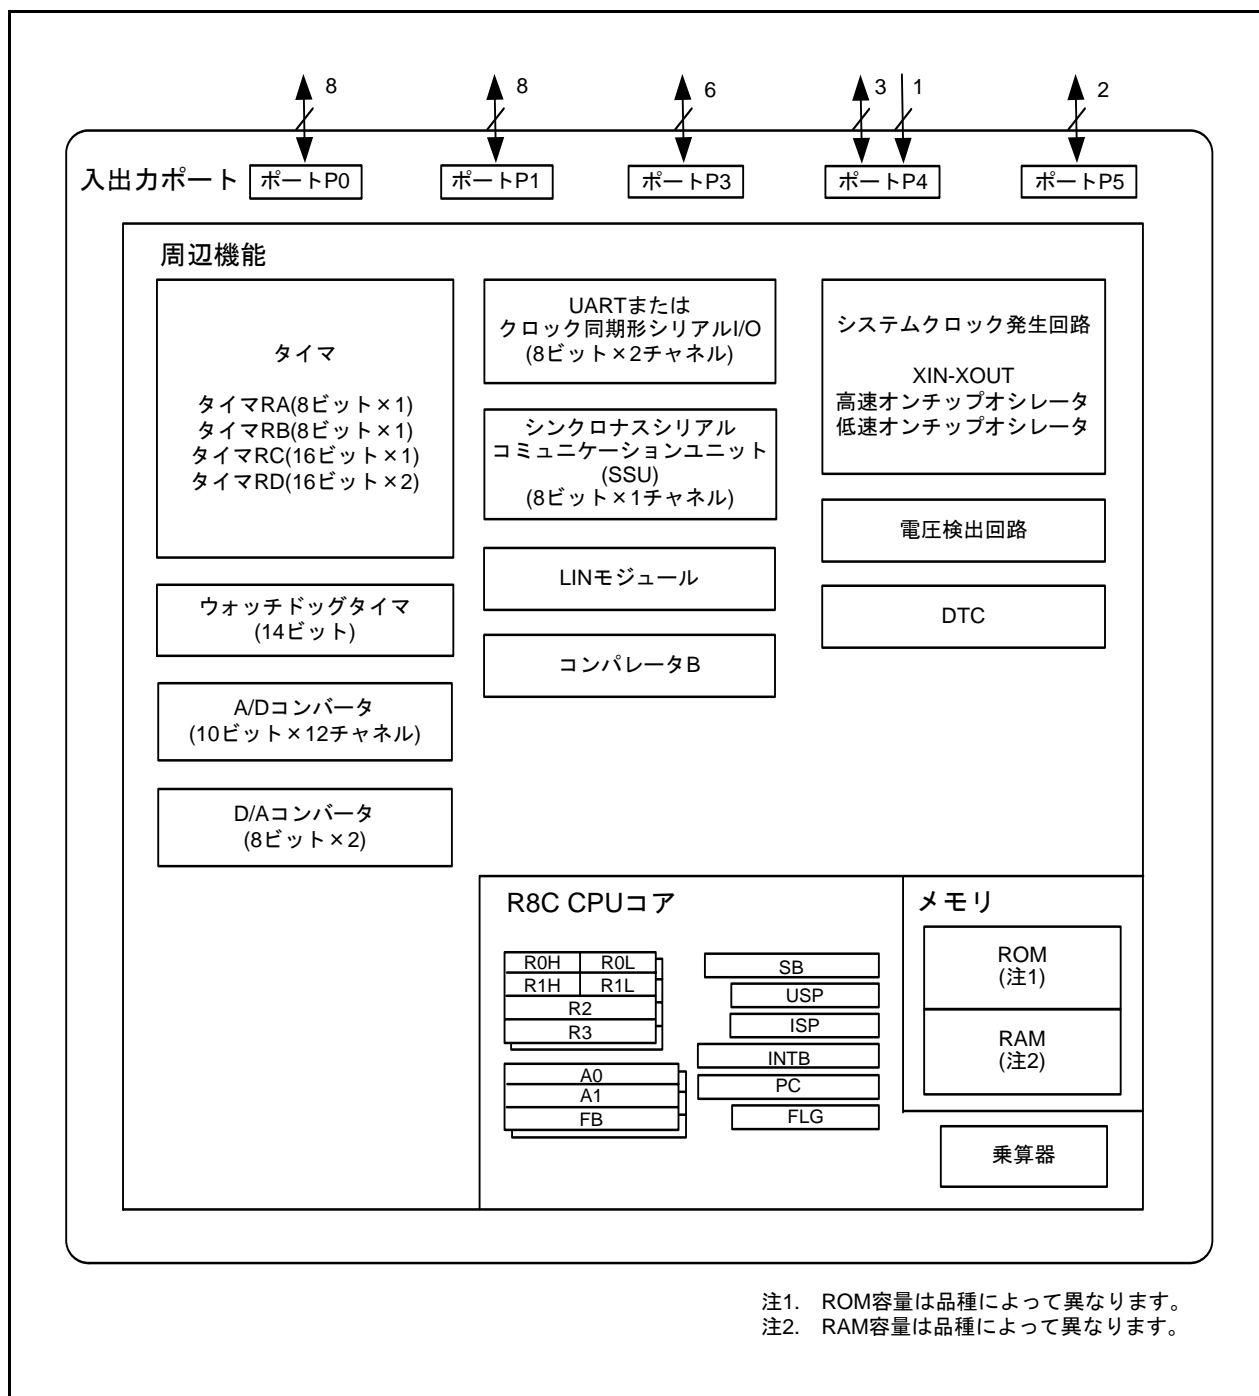 8
8
6
3
1
2
入出力ポート
ポートP0
ポートP1
ポートP3
ポートP4
ポートP5
周辺機能
タイマ
タイマRA(8ビット×1)
タイマRB(8ビット×1)
タイマRC(16ビット×1)
タイマRD(16ビット×2)
ウォッチドッグタイマ
(14ビット)
A/Dコンバータ
(10ビット×12チャネル)
D/Aコンバータ
(8ビット×2)
UARTまたは
クロック同期形シリアルI/O
(8ビット×2チャネル)
シンクロナスシリアル
コミュニケーションユニット
(SSU)
(8ビット×1チャネル)
LINモジュール
コンパレータB
システムクロック発生回路
XIN-XOUT
高速オンチップオシレータ
低速オンチップオシレータ
電圧検出回路
DTC
R8C CPUコア
R0H
R0L
R1H
R1L
R2
R3
A0
A1
FB
SB
USP
ISP
INTB
PC
FLG
メモリ
ROM
(注1)
RAM
(注2)
乗算器
注1. ROM容量は品種によって異なります。
注2. RAM容量は品種によって異なります。